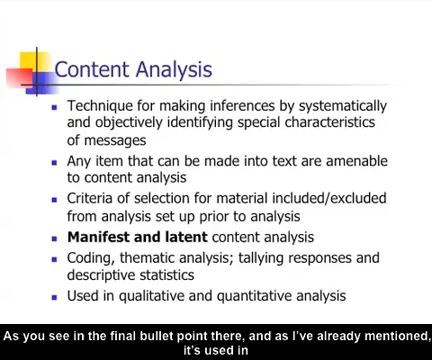 Content Analysis
Technique for making inferences by systematically
and objectively identifying special characteristics
of messages
Any item that can be made into text are amenable
to content analysis
Criteria of selection for material included/excluded
from analysis set up prior to analysis
Manifest and latent content analysis
Coding, thematic analysis; tallying responses and
descriptive statistics
Used in qualitative and quantitative analysis
As you see in the final bullet point there, and as I've already mentioned,
it's used in